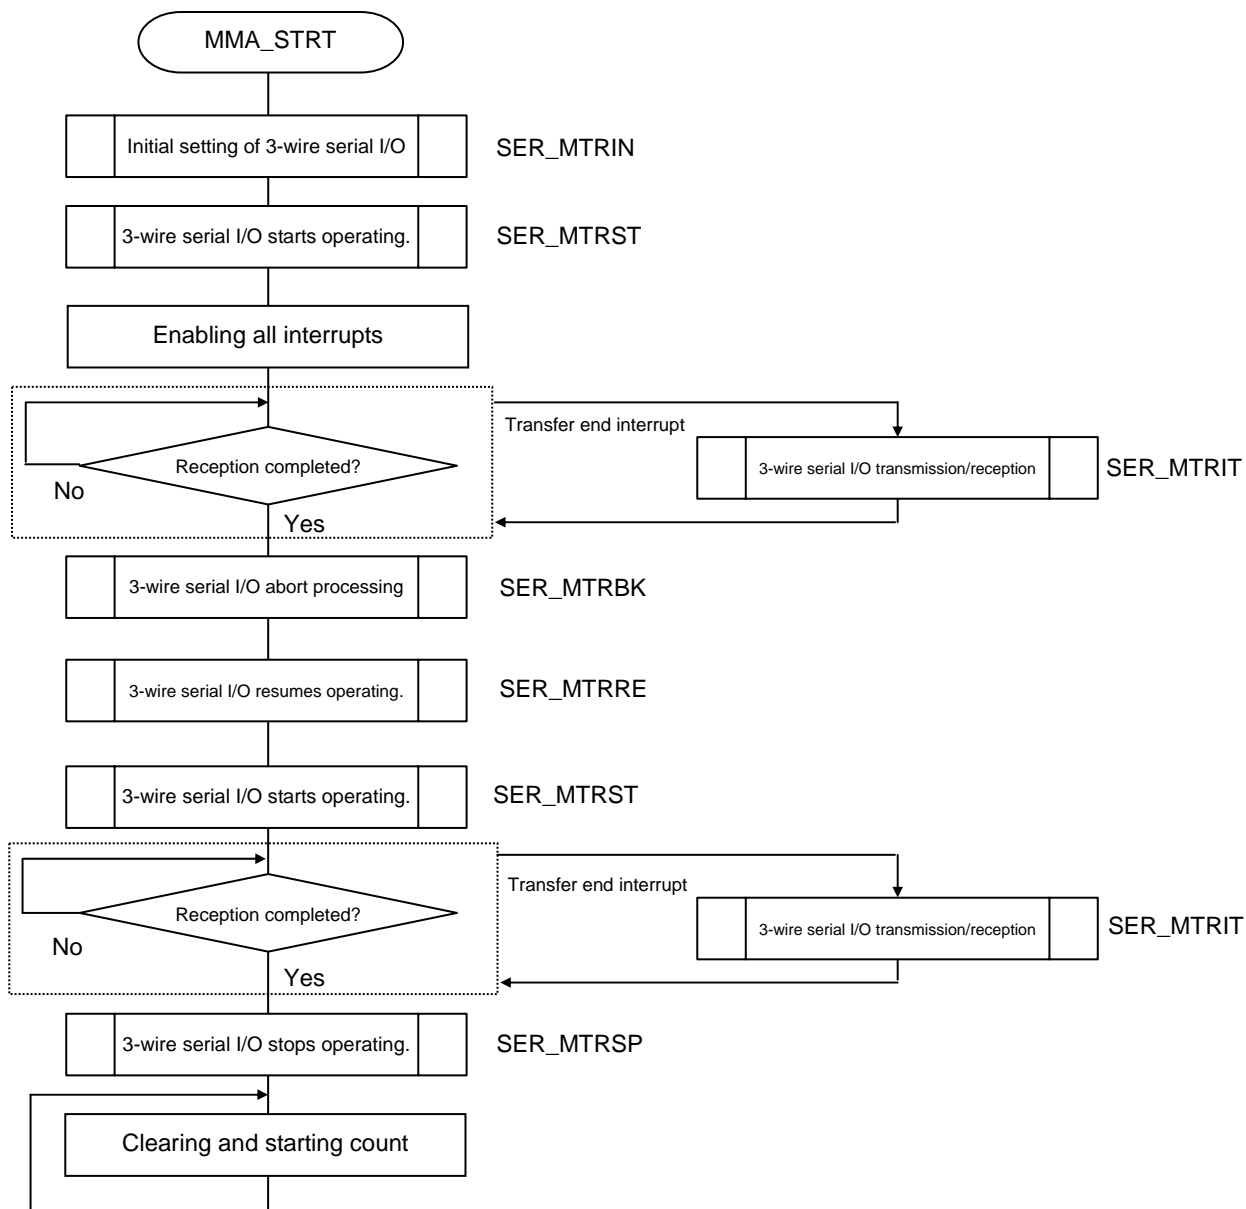 MMA_STRT
Initial setting of 3-wire serial I/O
SER_MTRIN
3-wire serial I/O starts operating.
SER_MTRST
Enabling all interrupts
Transfer end interrupt
Reception completed?
No
Yes
3-wire serial I/O transmission/reception
SER_MTRIT
3-wire serial I/O abort processing
SER_MTRBK
3-wire serial I/O resumes operating.
SER_MTRRE
3-wire serial I/O starts operating.
SER_MTRST
Transfer end interrupt
Reception completed?
No
Yes
3-wire serial I/O transmission/reception
SER_MTRIT
3-wire serial I/O stops operating.
SER_MTRSP
Clearing and starting count